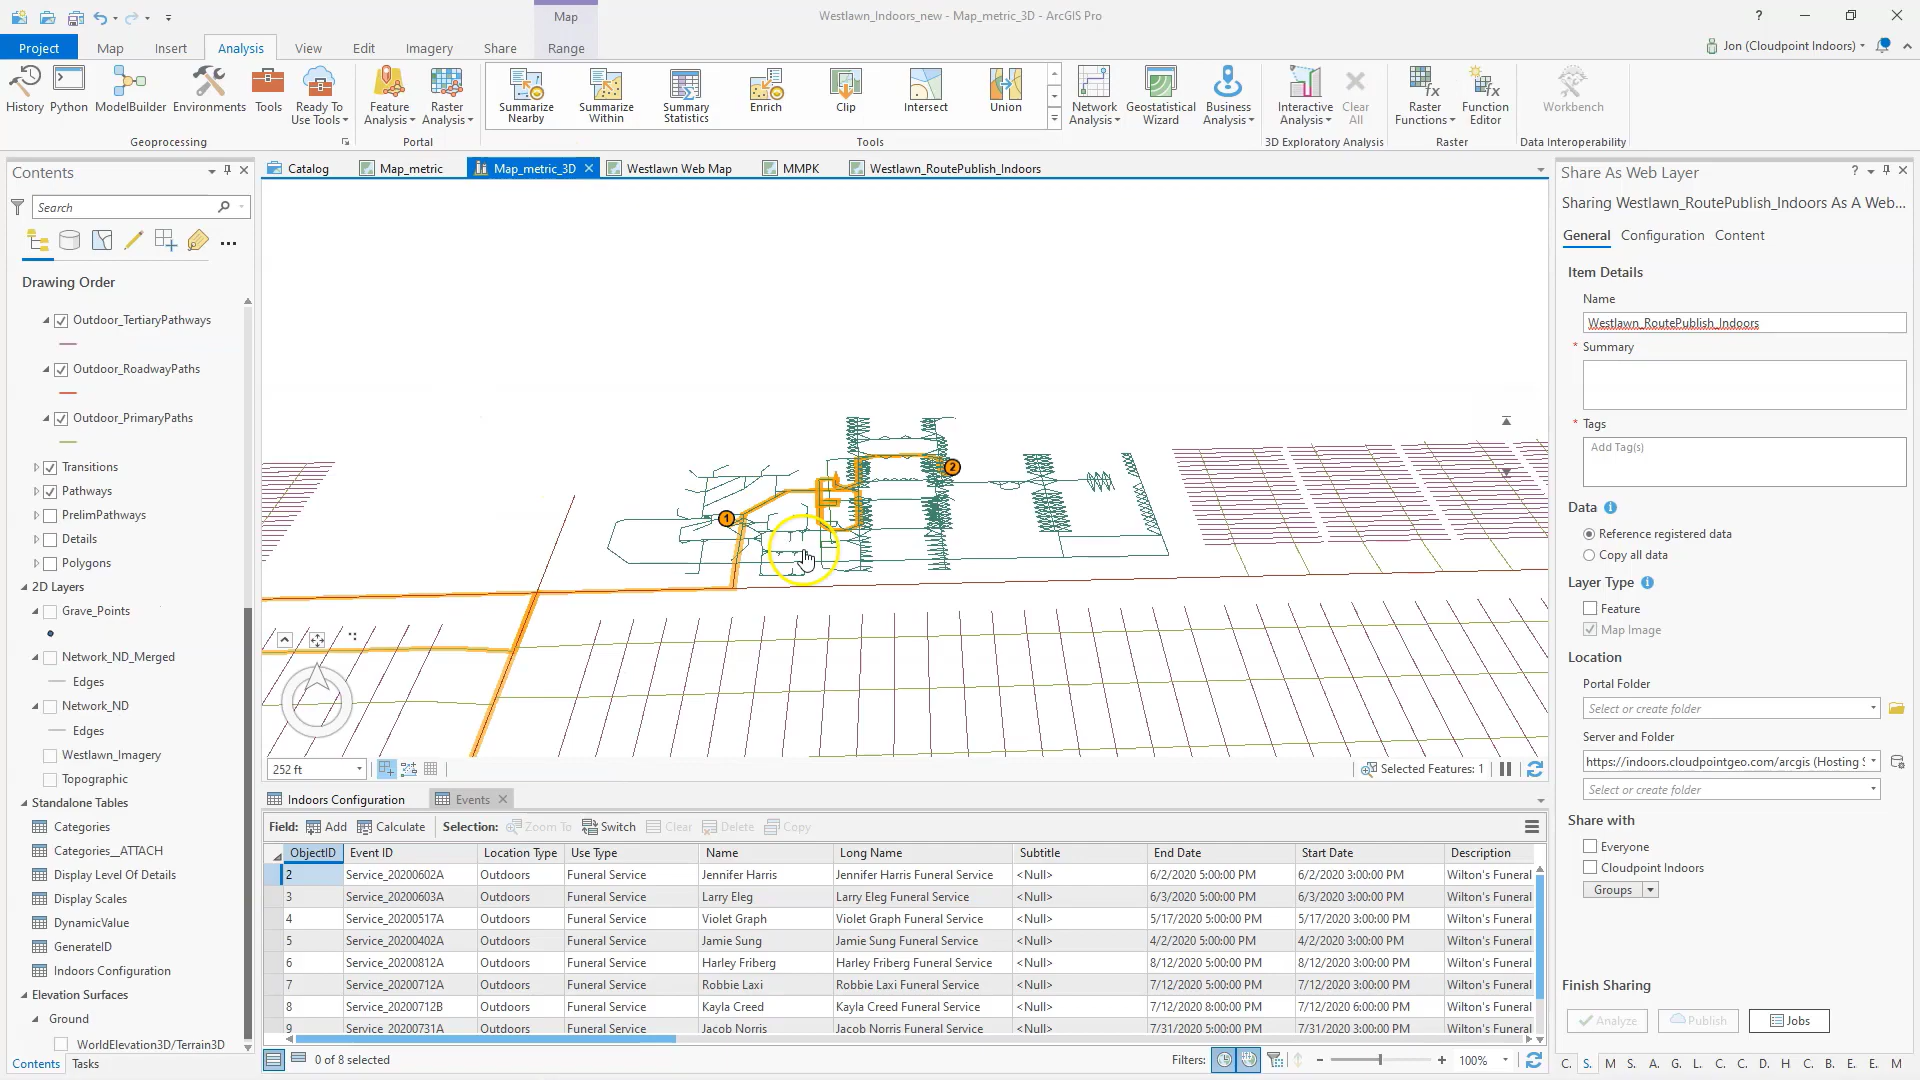 Westlawn_Indoors_new - Map_metric_3D - ArcGIS Pro
Map
Project Map Insert Analysis View Edit Imagery Share Range
Jon (Cloudpoint Indoors)
History Python ModelBuilder Environments Tools Ready To Use Tools
Feature Analysis Raster Analysis
Summarize Nearby Summarize Within Summary Statistics Enrich Clip Intersect Union
Network Analysis Geostatistical Wizard Business Analysis
Interactive Analysis Clear All
Raster Functions Function Editor
Workbench
Geoprocessing Portal Tools 3D Exploratory Analysis Raster Data Interoperability
Contents
Search
Drawing Order
Outdoor_TertiaryPathways
Outdoor_RoadwayPaths
Outdoor_PrimaryPaths
Transitions
Pathways
PrelimPathways
Details
Polygons
2D Layers
Grave_Points
Network_ND_Merged
Edges
Network_ND
Edges
Westlawn_Imagery
Topographic
Standalone Tables
Categories
Categories__ATTACH
Display Level Of Details
Display Scales
DynamicValue
GenerateID
Indoors Configuration
Elevation Surfaces
Ground
WorldElevation3D/Terrain3D
Contents Tasks
Catalog Map_metric Map_metric_3D Westlawn Web Map MMPK Westlawn_RoutePublish_Indoors
1
2
252 ft
Selected Features: 1
Indoors Configuration Events
Field: Add Calculate Selection: Zoom To Switch Clear Delete Copy
ObjectID Event ID Location Type Use Type Name Long Name Subtitle End Date Start Date Description
2 Service_20200602A Outdoors Funeral Service Jennifer Harris Jennifer Harris Funeral Service <Null> 6/2/2020 5:00:00 PM 6/2/2020 3:00:00 PM Wilton's Funeral
3 Service_20200603A Outdoors Funeral Service Larry Eleg Larry Eleg Funeral Service <Null> 6/3/2020 5:00:00 PM 6/3/2020 3:00:00 PM Wilton's Funeral
4 Service_20200517A Outdoors Funeral Service Violet Graph Violet Graph Funeral Service <Null> 5/17/2020 5:00:00 PM 5/17/2020 3:00:00 PM Wilton's Funeral
5 Service_20200402A Outdoors Funeral Service Jamie Sung Jamie Sung Funeral Service <Null> 4/2/2020 5:00:00 PM 4/2/2020 3:00:00 PM Wilton's Funeral
6 Service_20200812A Outdoors Funeral Service Harley Friberg Harley Friberg Funeral Service <Null> 8/12/2020 5:00:00 PM 8/12/2020 3:00:00 PM Wilton's Funeral
7 Service_20200712A Outdoors Funeral Service Robbie Laxi Robbie Laxi Funeral Service <Null> 7/12/2020 5:00:00 PM 7/12/2020 3:00:00 PM Wilton's Funeral
8 Service_20200712B Outdoors Funeral Service Kayla Creed Kayla Creed Funeral Service <Null> 7/12/2020 8:00:00 PM 7/12/2020 6:00:00 PM Wilton's Funeral
9 Service_20200731A Outdoors Funeral Service Jacob Norris Jacob Norris Funeral Service <Null> 7/31/2020 5:00:00 PM 7/31/2020 3:00:00 PM Wilton's Funeral
0 of 8 selected
Filters: 100%
Share As Web Layer
Sharing Westlawn_RoutePublish_Indoors As A Web...
General Configuration Content
Item Details
Name
Westlawn_RoutePublish_Indoors
* Summary
* Tags
Add Tag(s)
Data
Reference registered data
Copy all data
Layer Type
Feature
Map Image
Location
Portal Folder
Select or create folder
Server and Folder
https://indoors.cloudpointgeo.com/arcgis (Hosting S
Select or create folder
Share with
Everyone
Cloudpoint Indoors
Groups
Finish Sharing
Analyze Publish Jobs
C. S. M S. A. G. L. C. C. D. H C. B. E. E. M